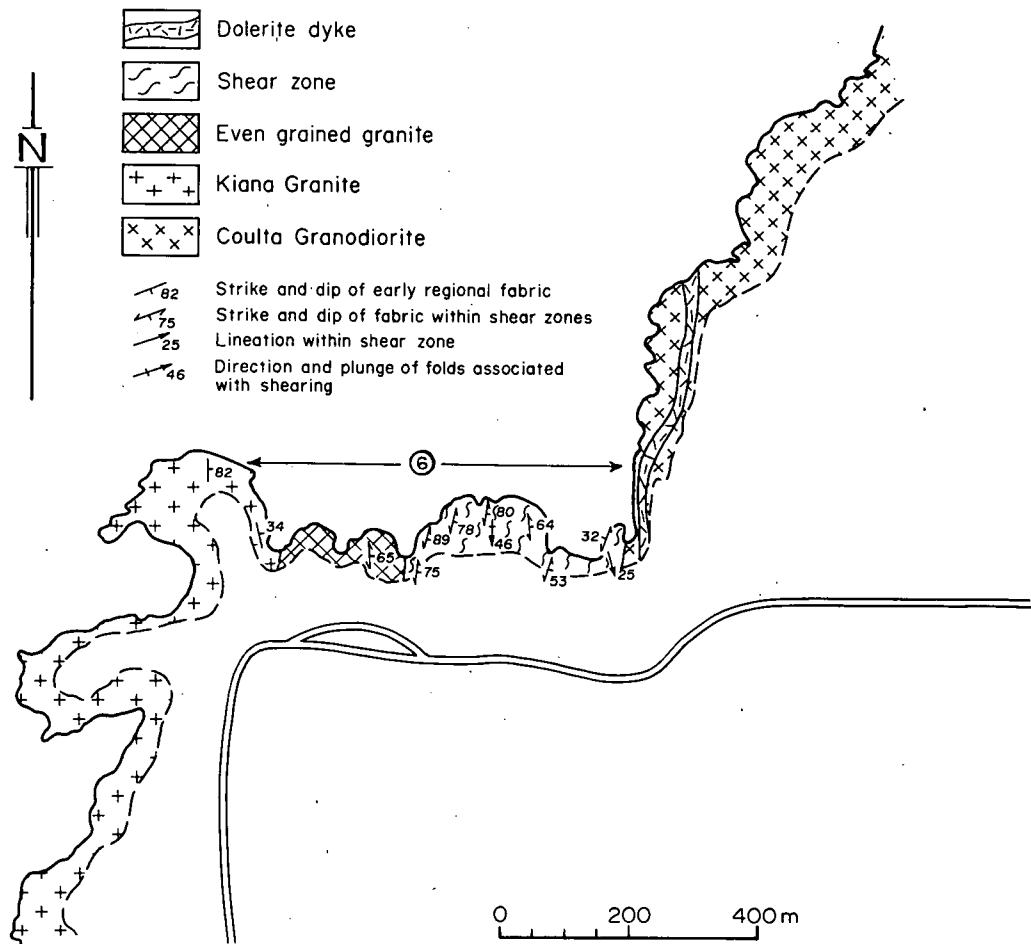 Dolerite dyke
Shear zone
Even grained granite
Kiana Granite
Coulta Granodiorite
82 Strike and dip of early regional fabric
75 Strike and dip of fabric within shear zones
25 Lineation within shear zone
46 Direction and plunge of folds associated
with shearing
N
6
82
34
65
75
89
78
80
46
64
53
32
25
0 200 400 m